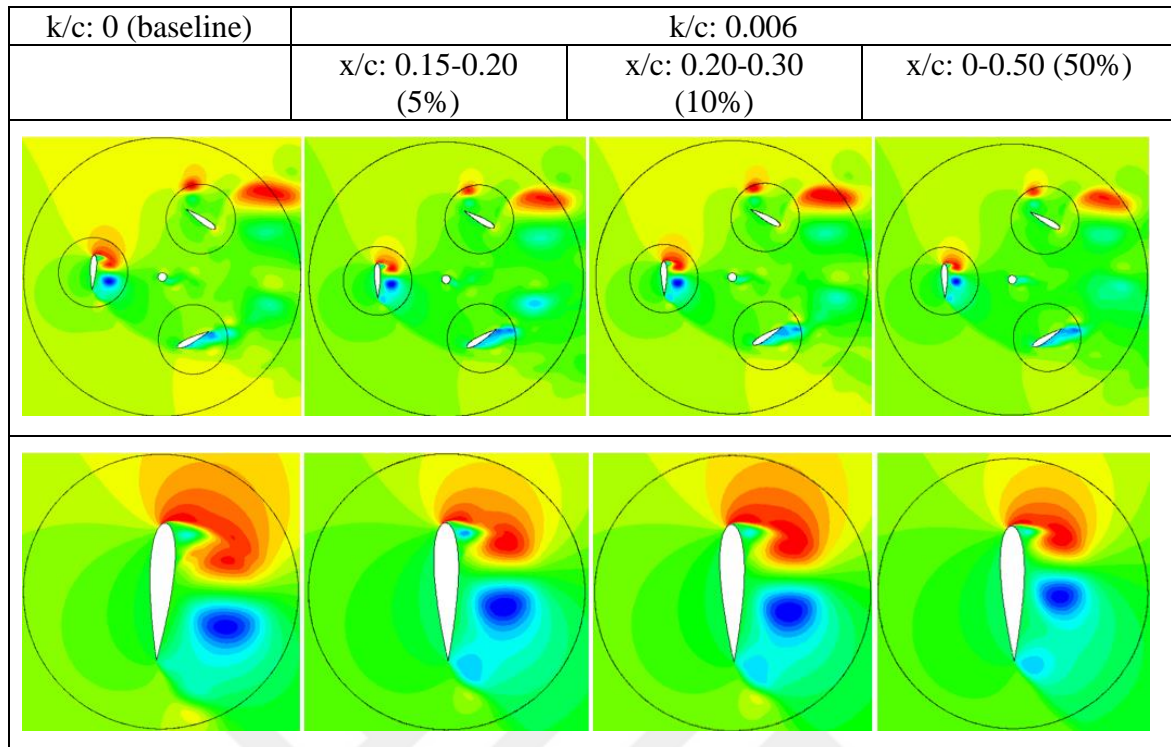 k/c: 0 (baseline)
k/c: 0.006
x/c: 0.15-0.20
(5%)
x/c: 0.20-0.30
(10%)
x/c: 0-0.50 (50%)